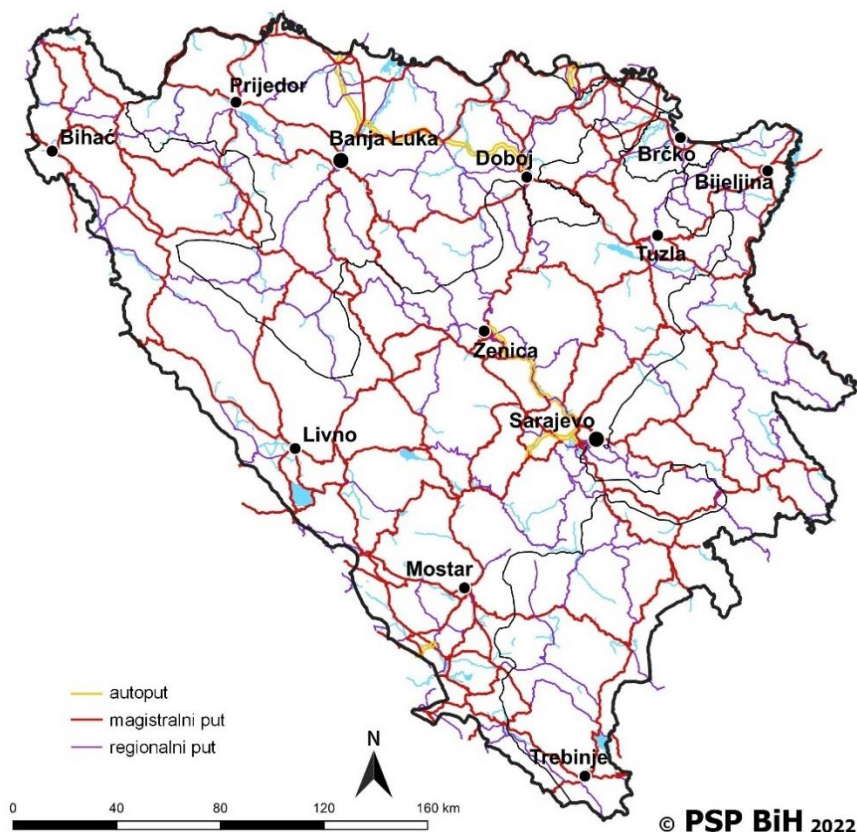 Prijedor
Bihać
Banja Luka
Doboj
Brčko
Bijeljina
Tuzla
Zenica
Sarajevo
Livno
Mostar
autoput
magistralni put
regionalni put
N
Trebinje
0 40 80 120 160 km
© PSP BiH 2022